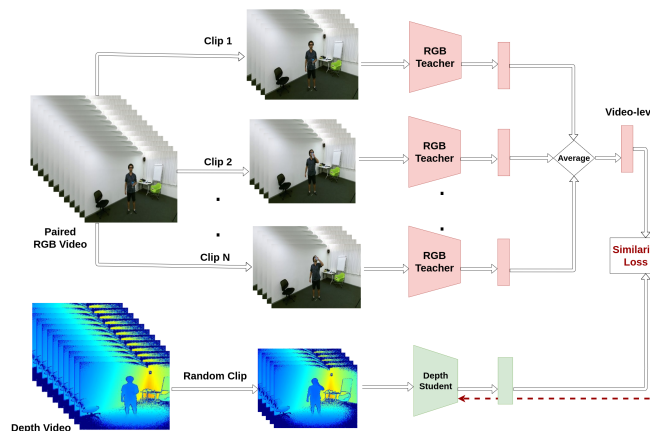 Clip 1
RGB
Teacher
Video-lev
Clip 2
RGB
Teacher
Average
Paired
RGB Video
Clip N
RGB
Teacher
Similari
Loss
Random Clip
Depth
Student
Depth Video